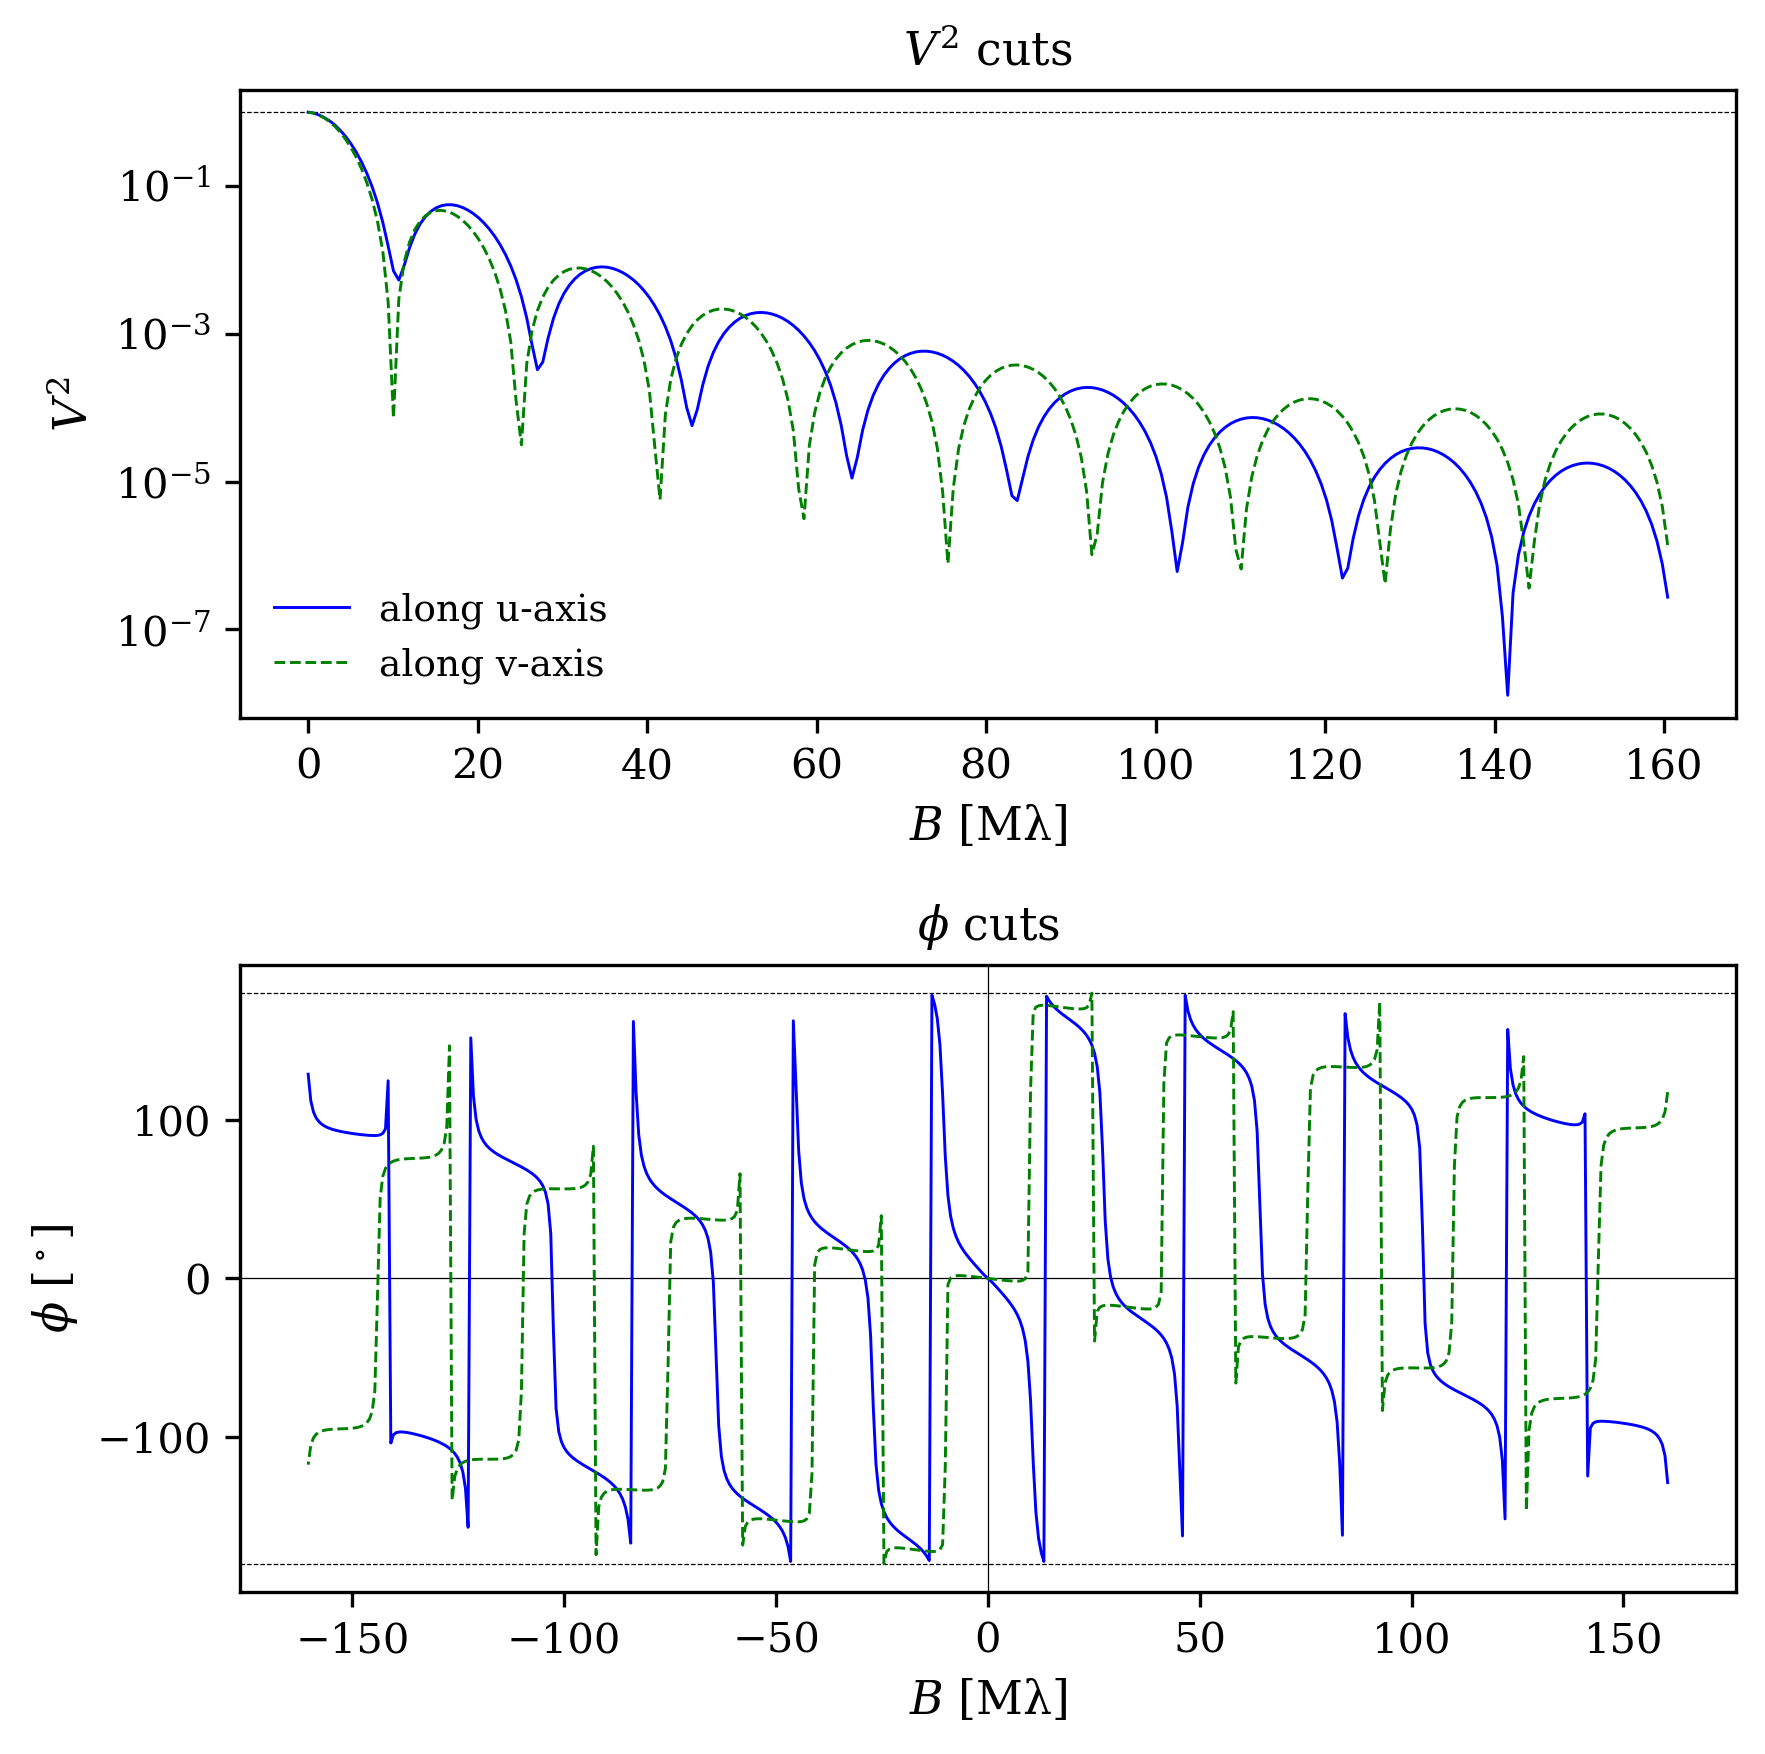 V² cuts
10⁻¹
10⁻³
10⁻⁵
10⁻⁷
V²
along u-axis
along v-axis
0 20 40 60 80 100 120 140 160
B [Mλ]
ϕ cuts
100
0
−100
ϕ [°]
−150 −100 −50 0 50 100 150
B [Mλ]